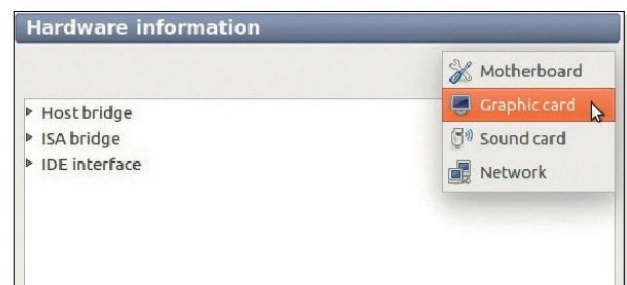 Hardware information
Motherboard
Graphic card
Sound card
Network
Host bridge
ISA bridge
IDE interface